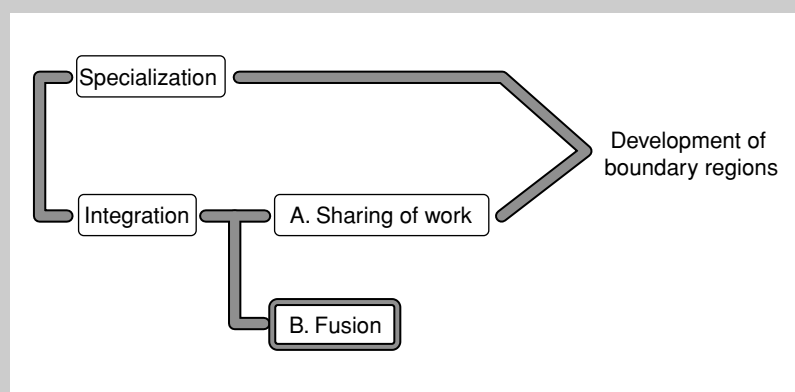 Specialization
Development of
boundary regions
Integration
A. Sharing of work
B. Fusion